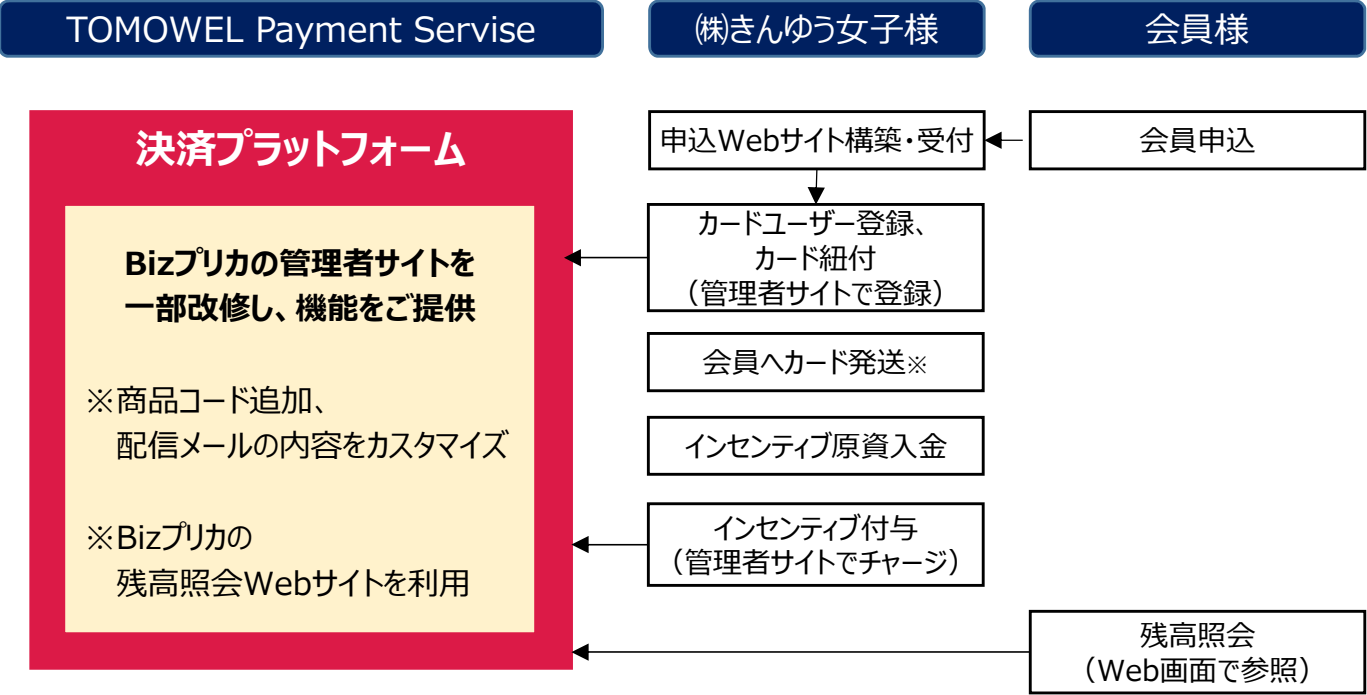 TOMOWEL Payment Servise
㈱きんゆう女子様
会員様
決済プラットフォーム
Bizプリカの管理者サイトを
一部改修し、機能をご提供
※商品コード追加、
配信メールの内容をカスタマイズ
※Bizプリカの
残高照会Webサイトを利用
申込Webサイト構築・受付
会員申込
カードユーザー登録、
カード紐付
（管理者サイトで登録）
会員へカード発送※
インセンティブ原資入金
インセンティブ付与
（管理者サイトでチャージ）
残高照会
（Web画面で参照）